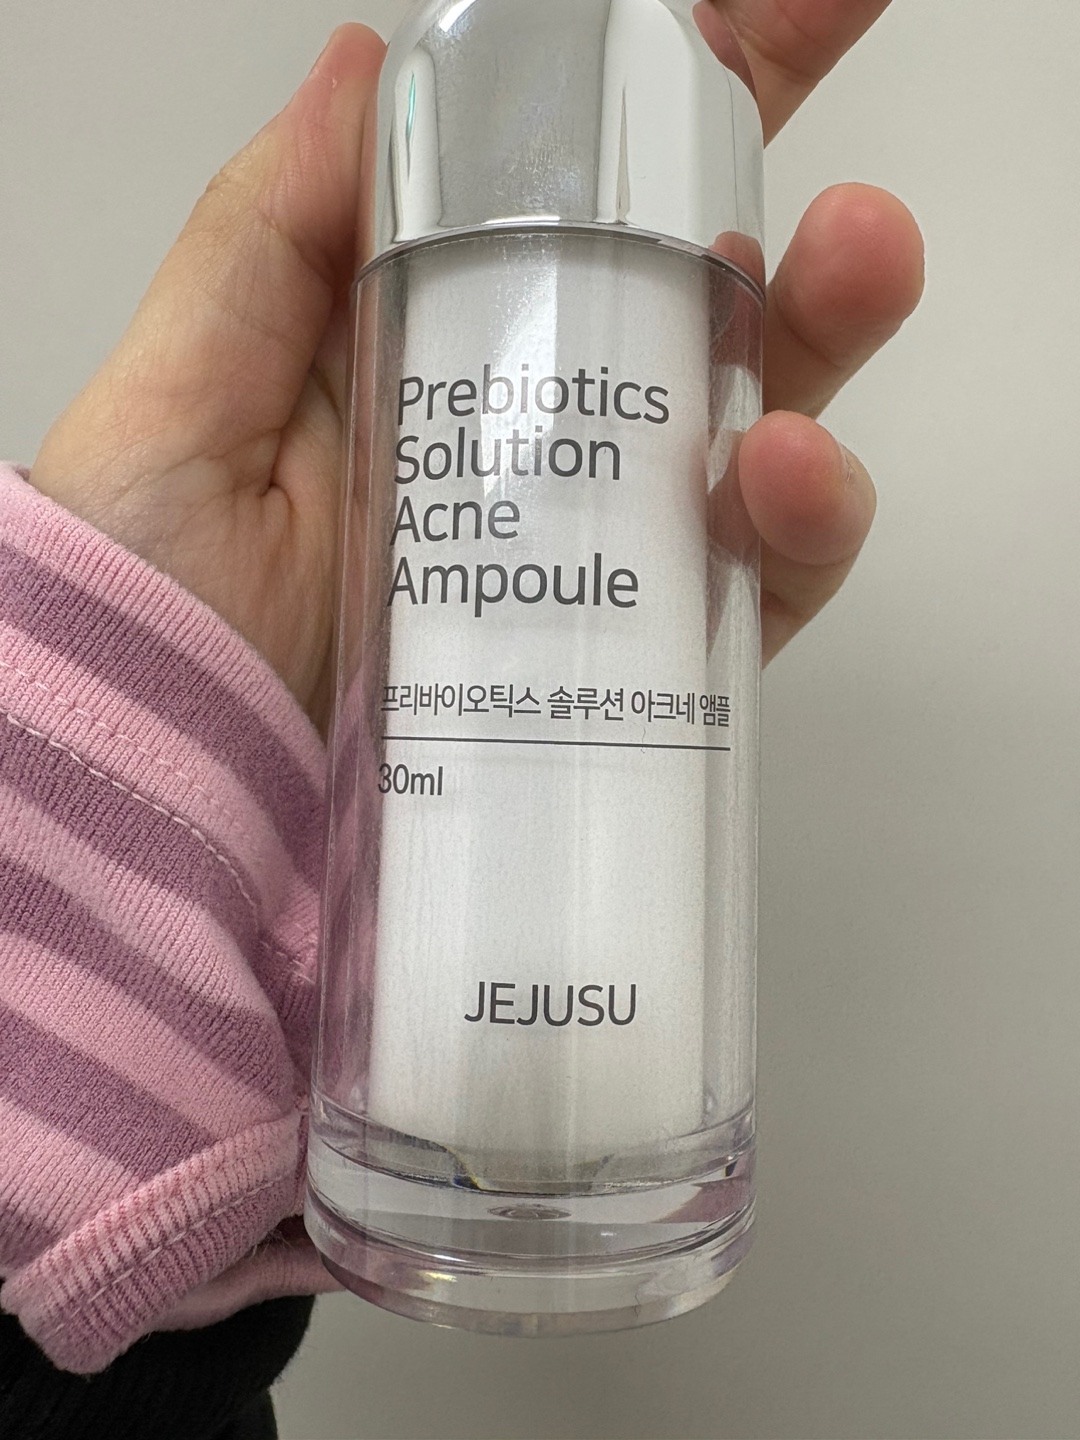 Prebiotics
Solution
Acne
Ampoule
프리바이오틱스 솔루션 아크네 앰플
30ml
JEJUSU